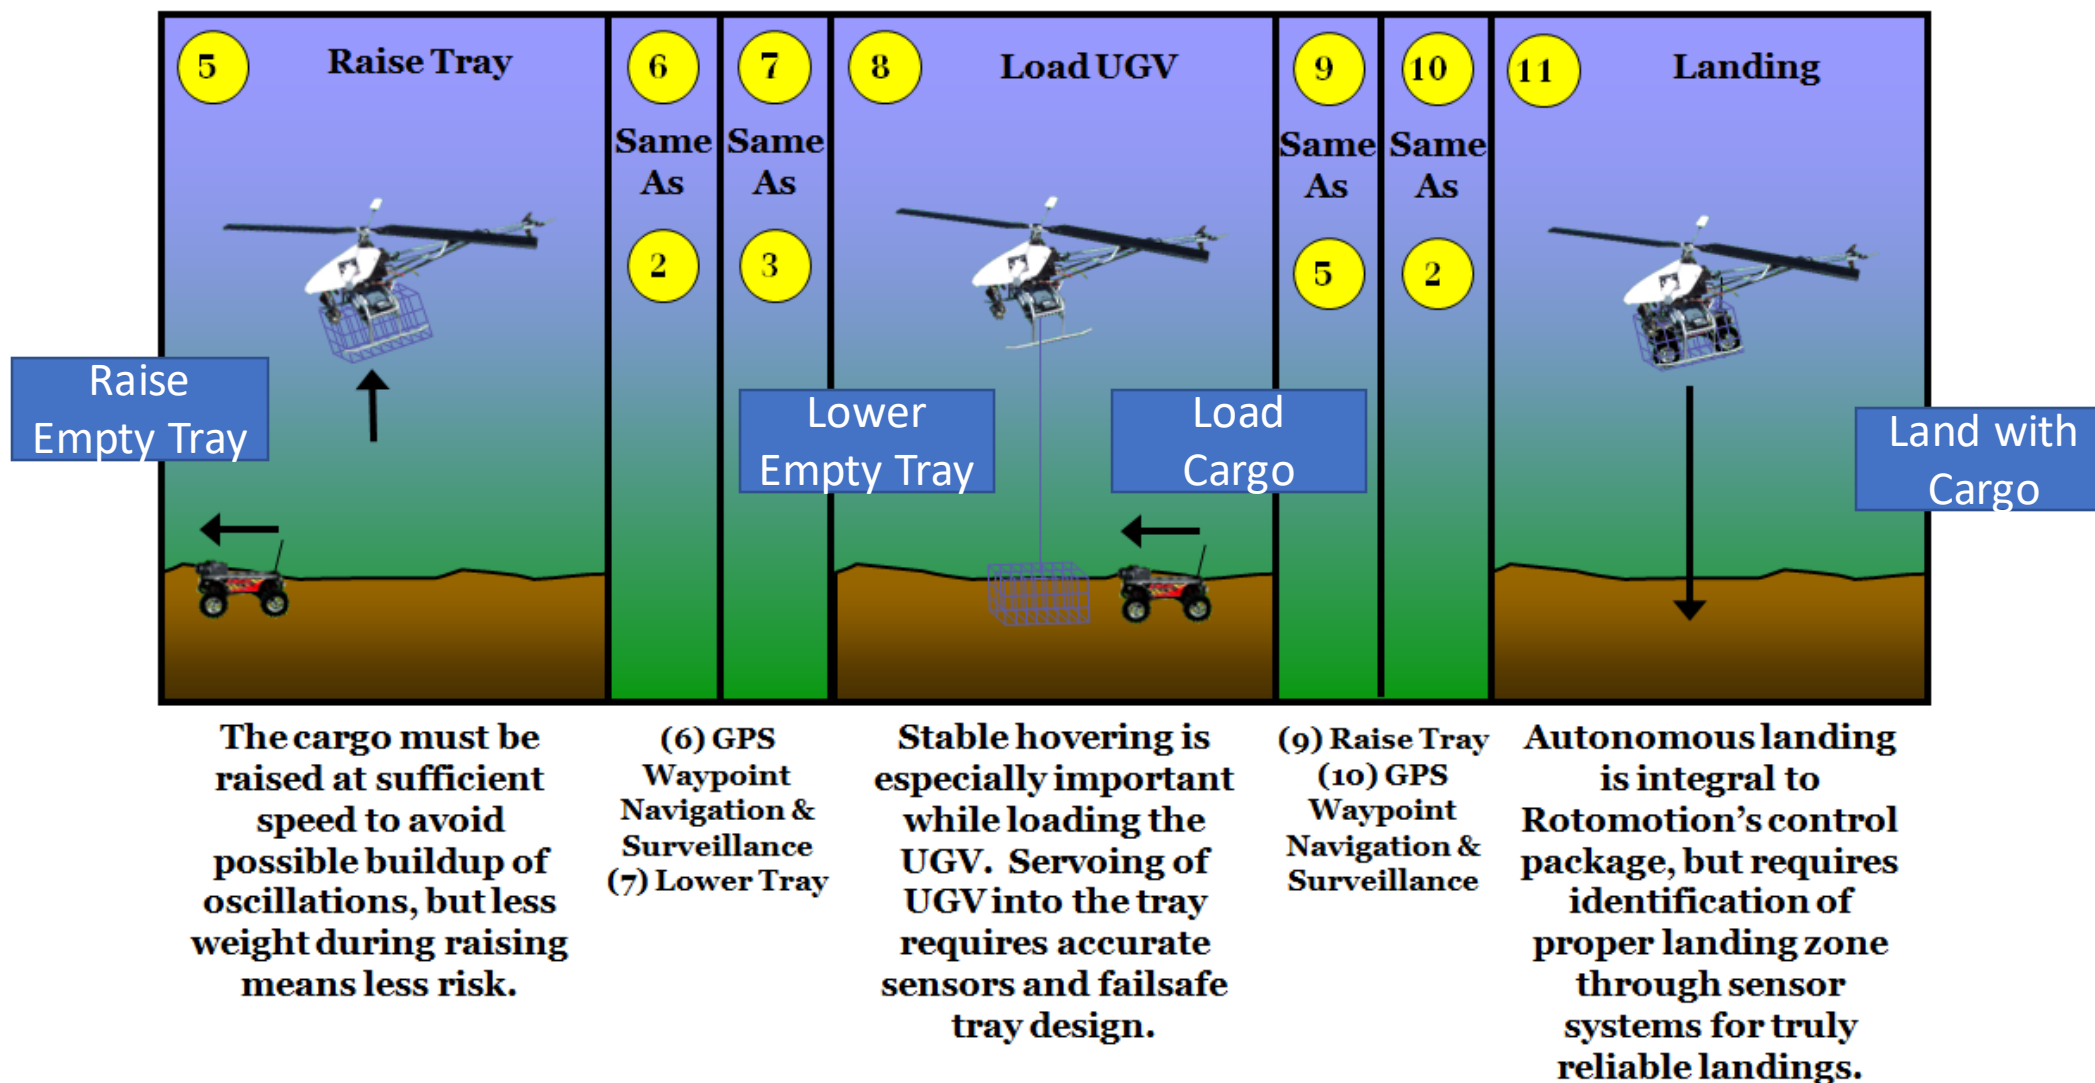 5
Raise Tray
6
Same
As
2
7
Same
As
3
8
Load UGV
9
Same
As
5
10
Same
As
2
11
Landing
Raise
Empty Tray
Lower
Empty Tray
Load
Cargo
Land with
Cargo
The cargo must be
raised at sufficient
speed to avoid
possible buildup of
oscillations, but less
weight during raising
means less risk.
(6) GPS
Waypoint
Navigation &
Surveillance
(7) Lower Tray
Stable hovering is
especially important
while loading the
UGV. Servoing of
UGV into the tray
requires accurate
sensors and failsafe
tray design.
(9) Raise Tray
(10) GPS
Waypoint
Navigation &
Surveillance
Autonomous landing
is integral to
Rotomotion's control
package, but requires
identification of
proper landing zone
through sensor
systems for truly
reliable landings.